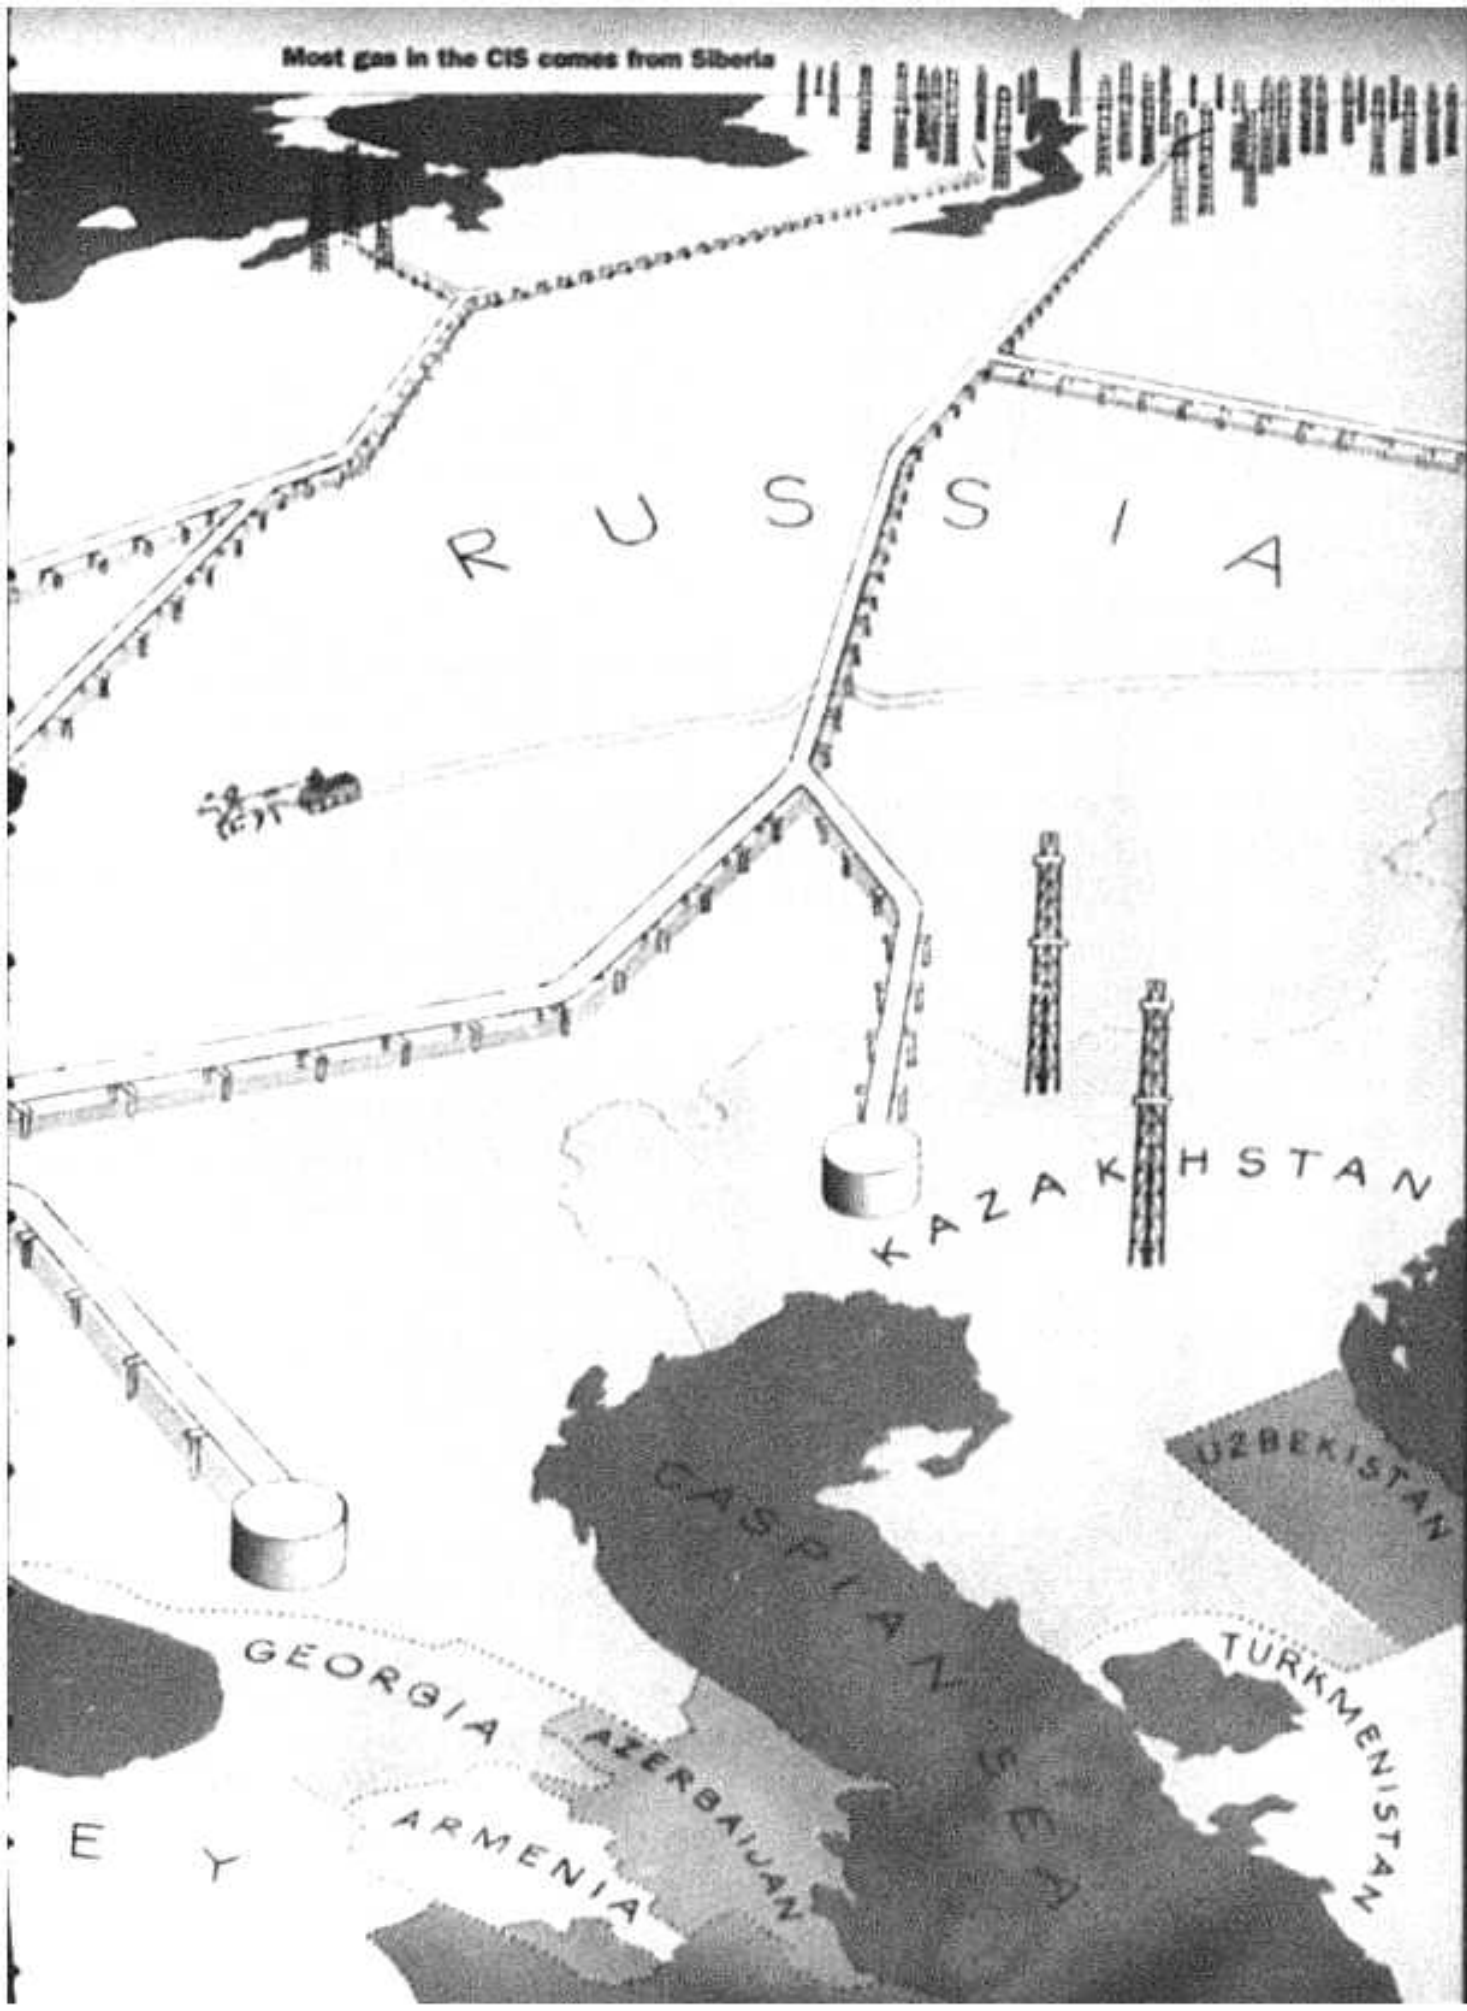 Most gas in the CIS comes from Siberia
RUSSIA
KAZAKHSTAN
UZBEKISTAN
CASPIAN SEA
TURKMENISTAN
GEORGIA
AZERBAIJAN
ARMENIA
EY